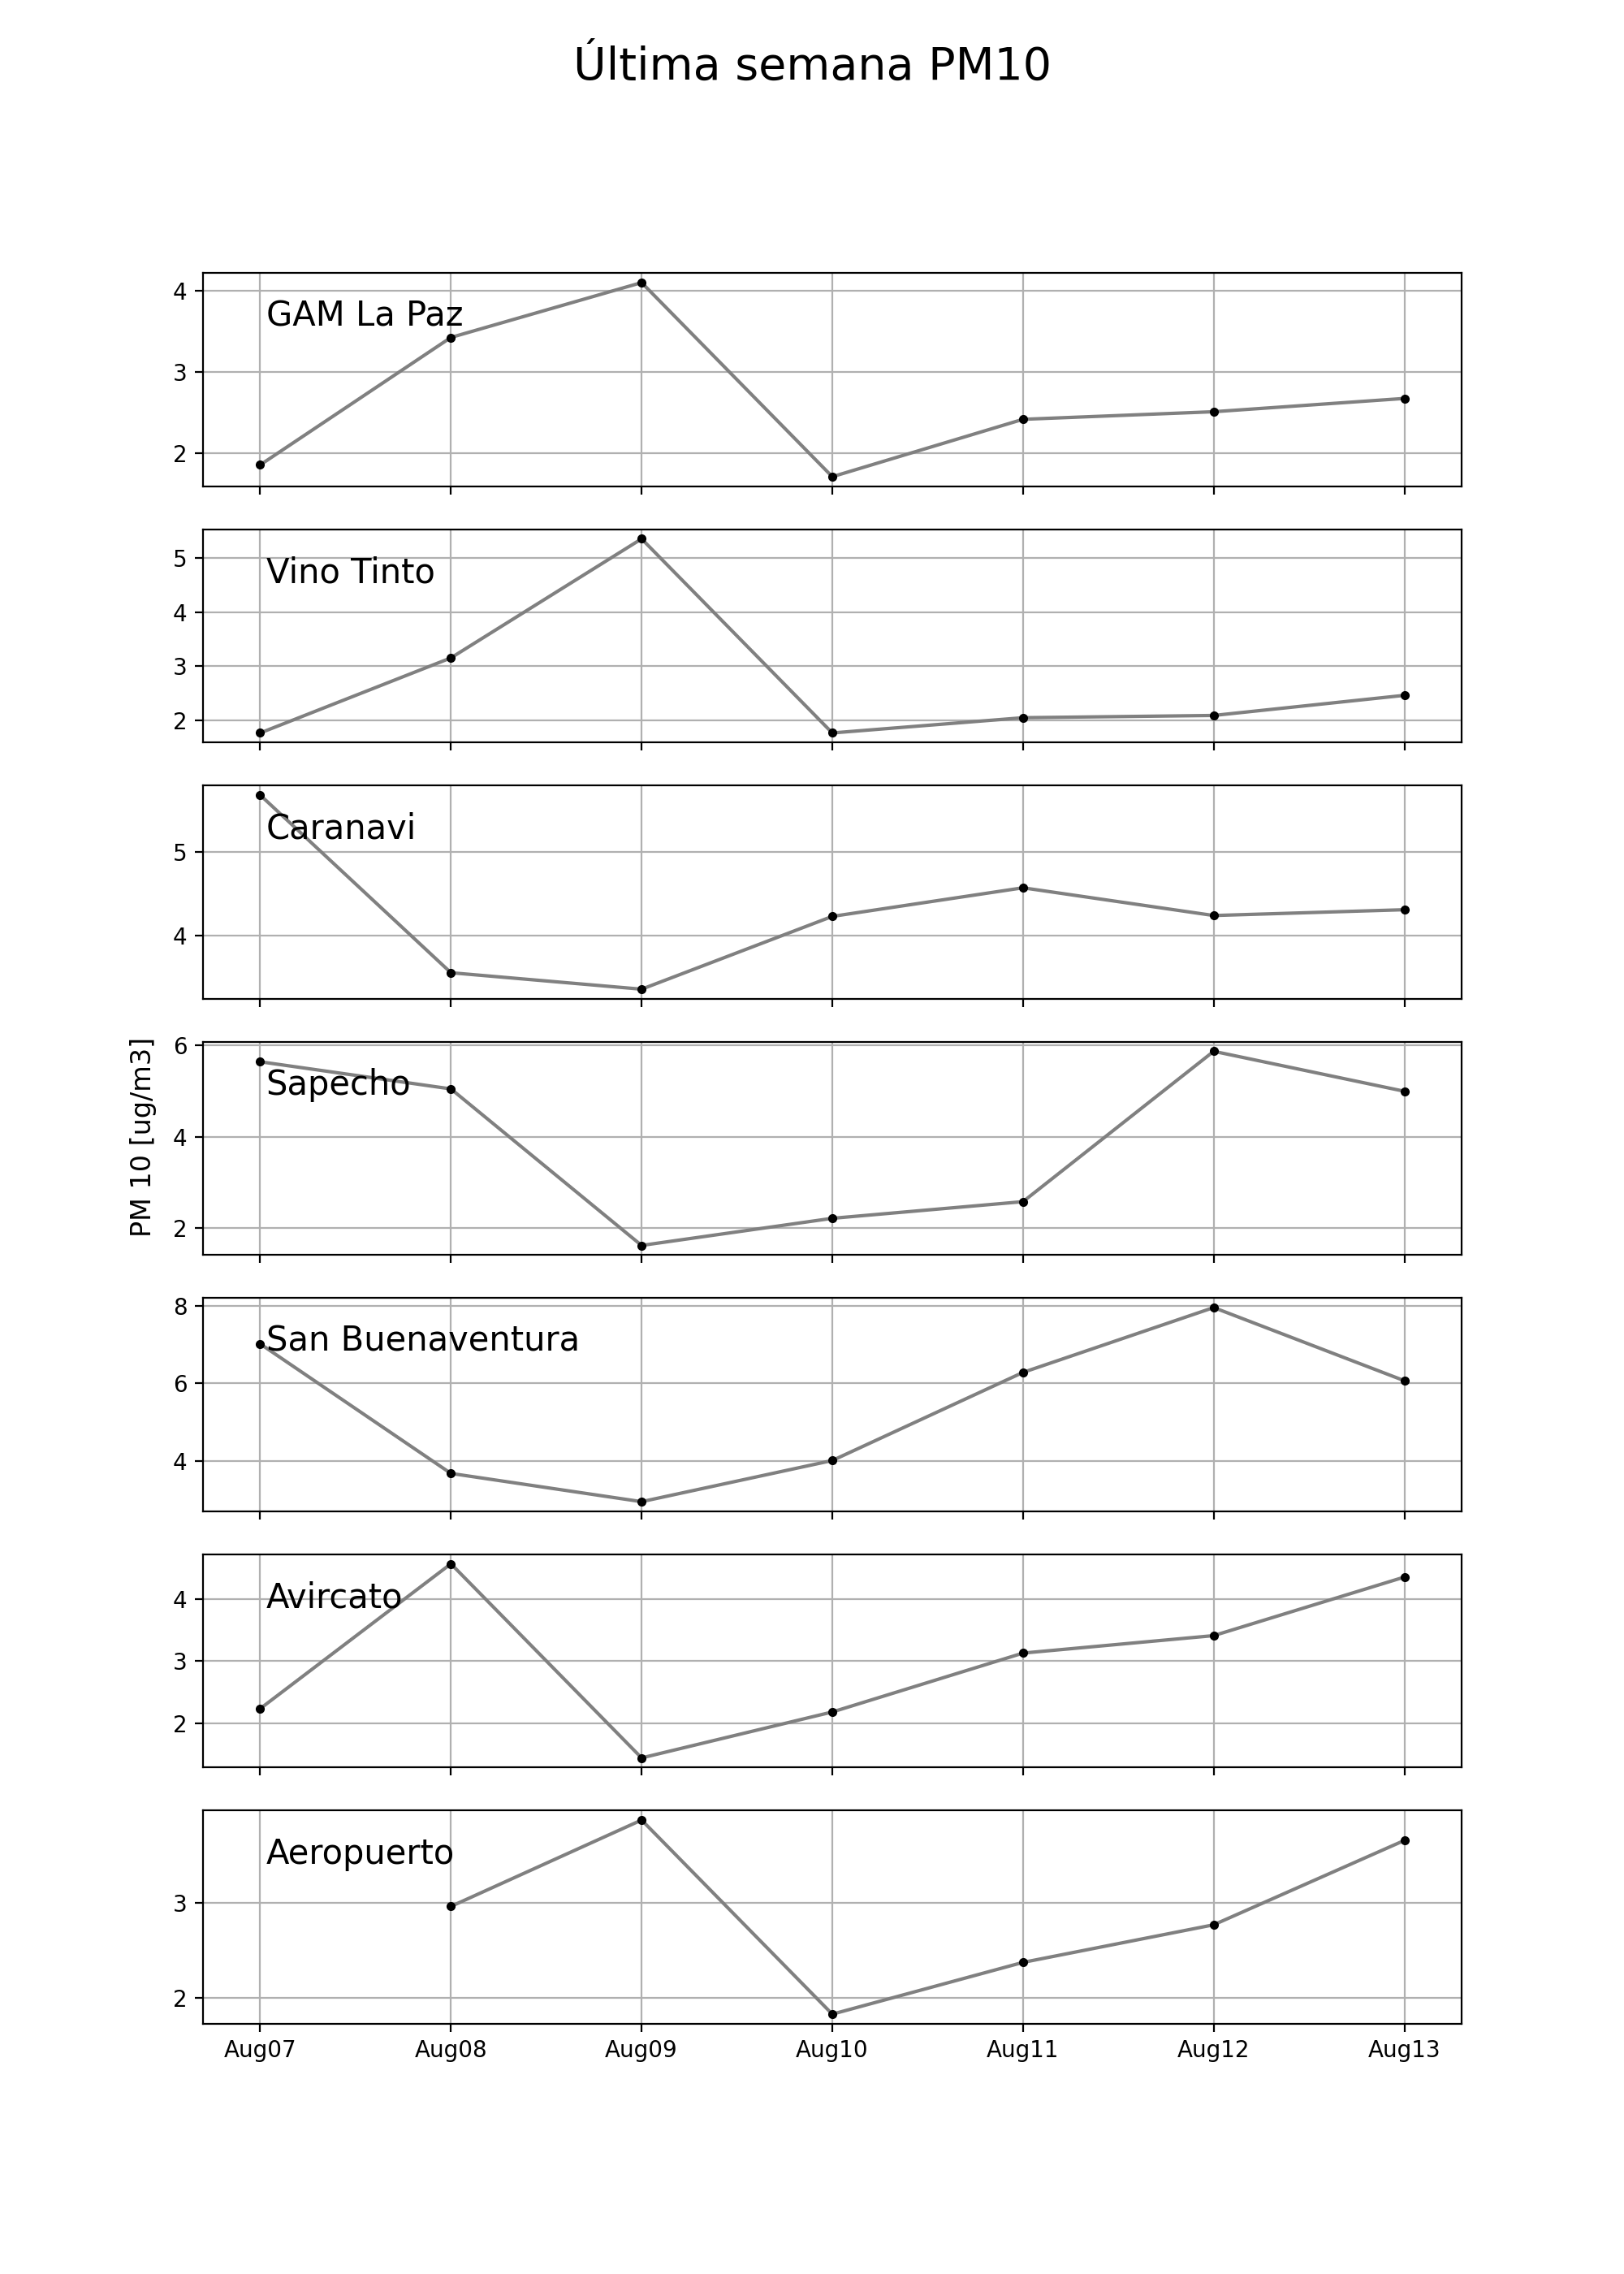 Última semana PM10
4
GAM La Paz
3
2
5
Vino Tinto
4
3
2
Caranavi
5
4
PM 10 [ug/m3]
6
Sapecho
4
2
8
San Buenaventura
6
4
Avircato
4
3
2
Aeropuerto
3
2
Aug07 Aug08 Aug09 Aug10 Aug11 Aug12 Aug13